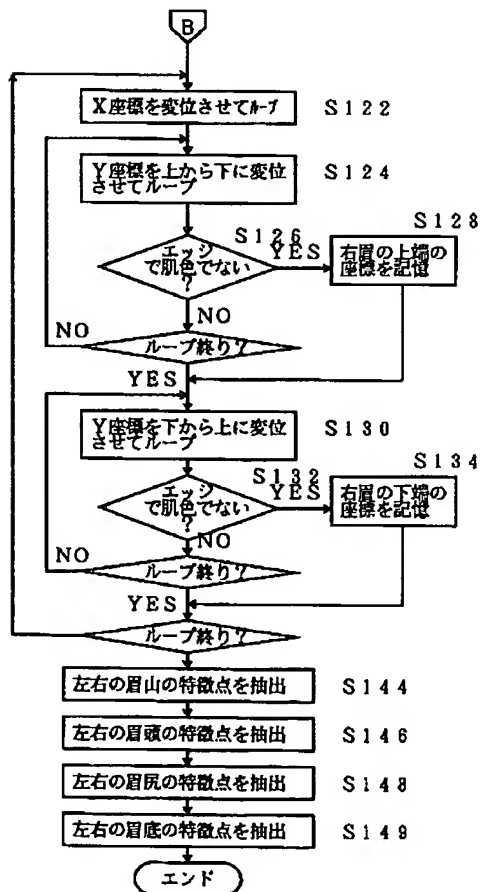 B
X座標を変位させてループ
S122
Y座標を上から下に変位
させてループ
S124
エッジ
で肌色でない
?
S126
YES
右眉の上端の
座標を記憶
S128
NO
NO
ループ終り?
YES
Y座標を下から上に変位
させてループ
S130
エッジ
で肌色でない
?
S132
YES
右眉の下端の
座標を記憶
S134
NO
NO
ループ終り?
YES
ループ終り?
左右の眉山の特徴点を抽出
S144
左右の眉頭の特徴点を抽出
S146
左右の眉尻の特徴点を抽出
S148
左右の眉底の特徴点を抽出
S149
エンド